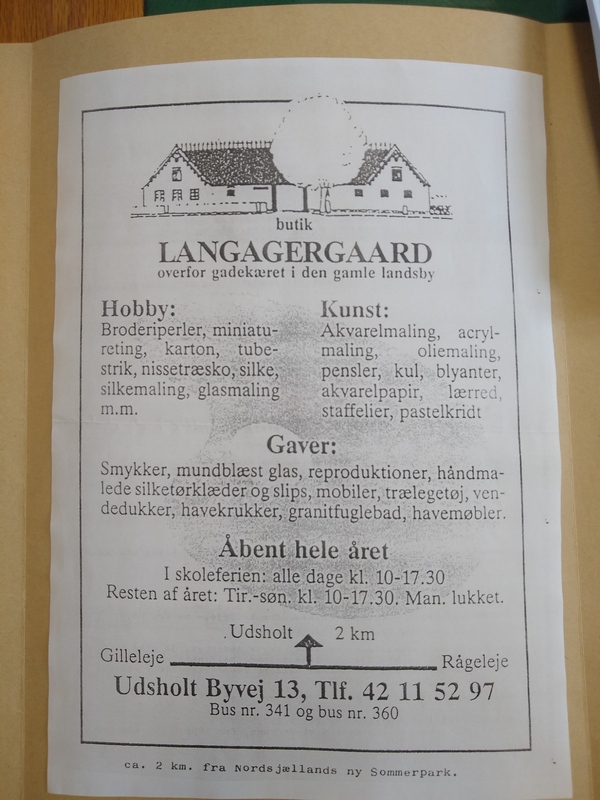 butik
LANGAGERGAARD
overfor gadekæret i den gamle landsby
Hobby:
Broderiperler, miniatu-
reting, karton, tube-
strik, nissetræsko, silke,
silkemaling, glasmaling
m.m.
Kunst:
Akvarelmaling, acryl-
maling, oliemaling,
pensler, kul, blyanter,
akvarelpapir, lærred,
staffelier, pastelkridt
Gaver:
Smykker, mundblæst glas, reproduktioner, håndma-
lede silketørklæder og slips, mobiler, trælegetøj, ven-
dedukker, havekrukker, granitfuglebad, havemøbler.
Åbent hele året
I skoleferien: alle dage kl. 10-17.30
Resten af året: Tir.-søn. kl. 10-17.30. Man. lukket.
Udsholt 2 km
Gilleleje Rågeleje
Udsholt Byvej 13, Tlf. 42 11 52 97
Bus nr. 341 og bus nr. 360
ca. 2 km. fra Nordsjællands ny Sommerpark.